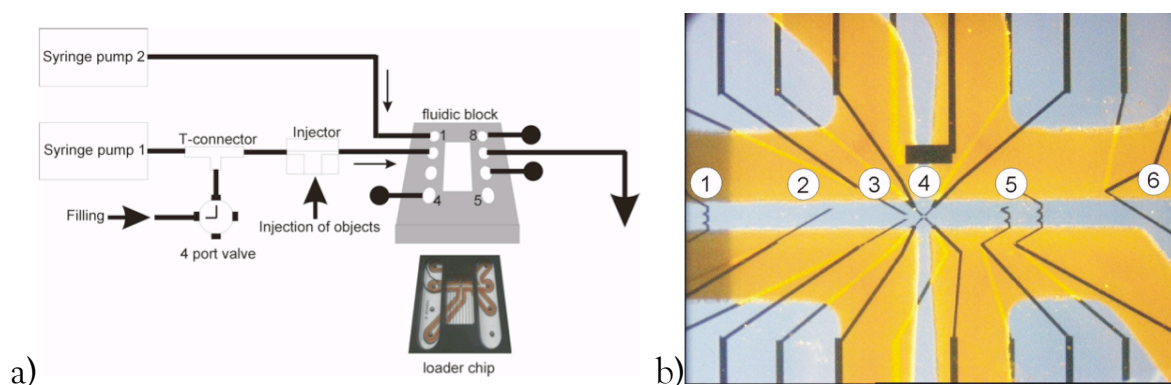 Syringe pump 2
fluidic block
1 8
T-connector
Injector
Syringe pump 1
Filling
4 5
Injection of objects
4 port valve
loader chip
a)
1 2 3 4 5 6
b)